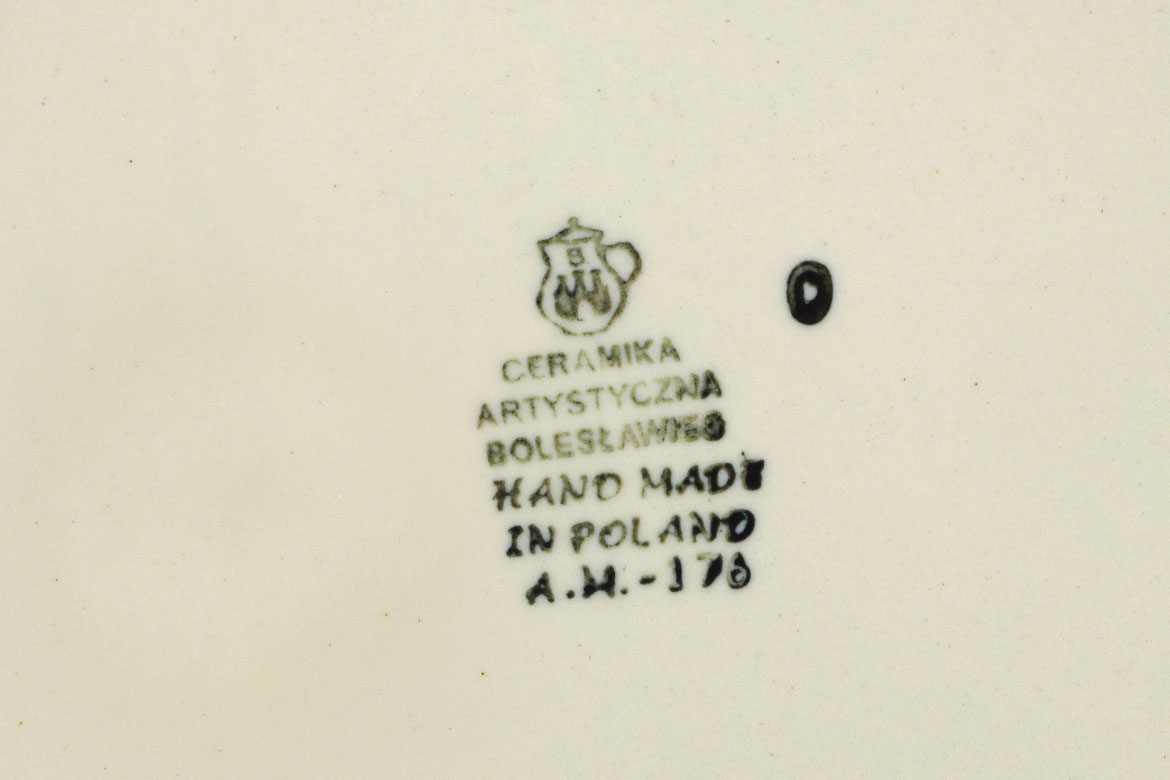 B
CERAMIKA
ARTYSTYCZNA
BOLESŁAWIEC
HAND MADE
IN POLAND